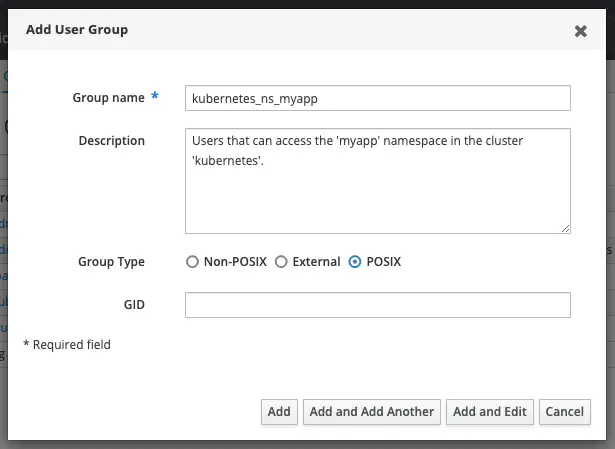 Add User Group
Group name *
kubernetes_ns_myapp
Description
Users that can access the 'myapp' namespace in the cluster
'kubernetes'.
Group Type
Non-POSIX External POSIX
GID
* Required field
Add Add and Add Another Add and Edit Cancel